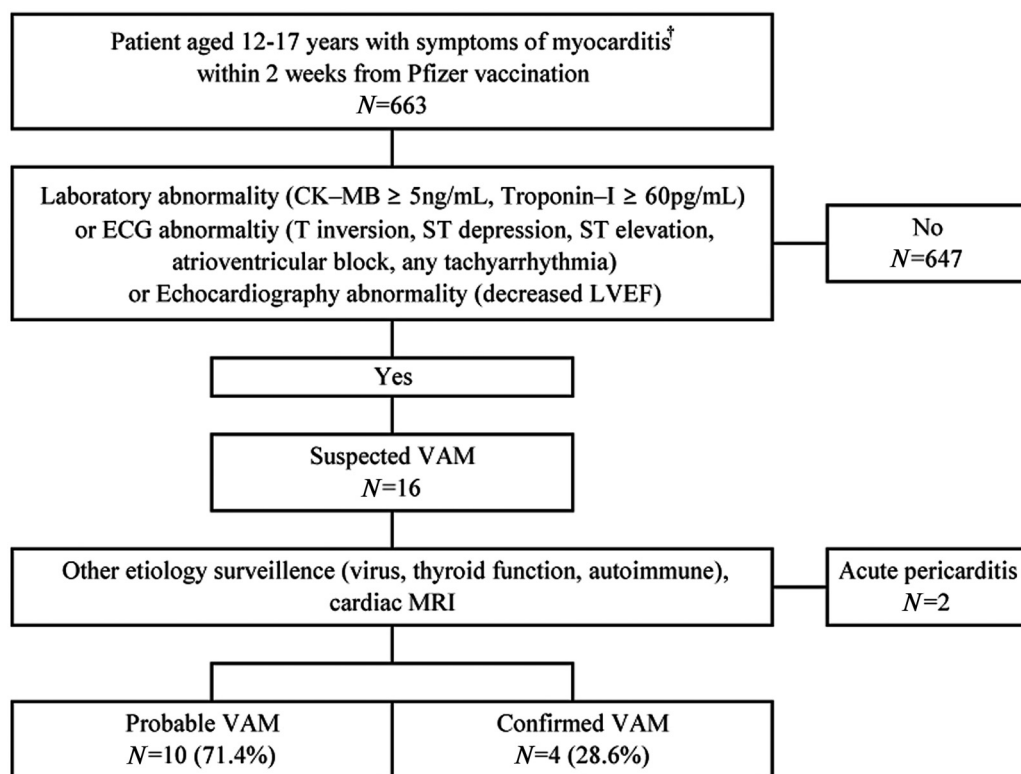 Patient aged 12-17 years with symptoms of myocarditis†
within 2 weeks from Pfizer vaccination
N=663
Laboratory abnormality (CK–MB ≥ 5ng/mL, Troponin–I ≥ 60pg/mL)
or ECG abnormaltiy (T inversion, ST depression, ST elevation,
atrioventricular block, any tachyarrhythmia)
or Echocardiography abnormality (decreased LVEF)
No
N=647
Yes
Suspected VAM
N=16
Other etiology surveillence (virus, thyroid function, autoimmune),
cardiac MRI
Acute pericarditis
N=2
Probable VAM
N=10 (71.4%)
Confirmed VAM
N=4 (28.6%)